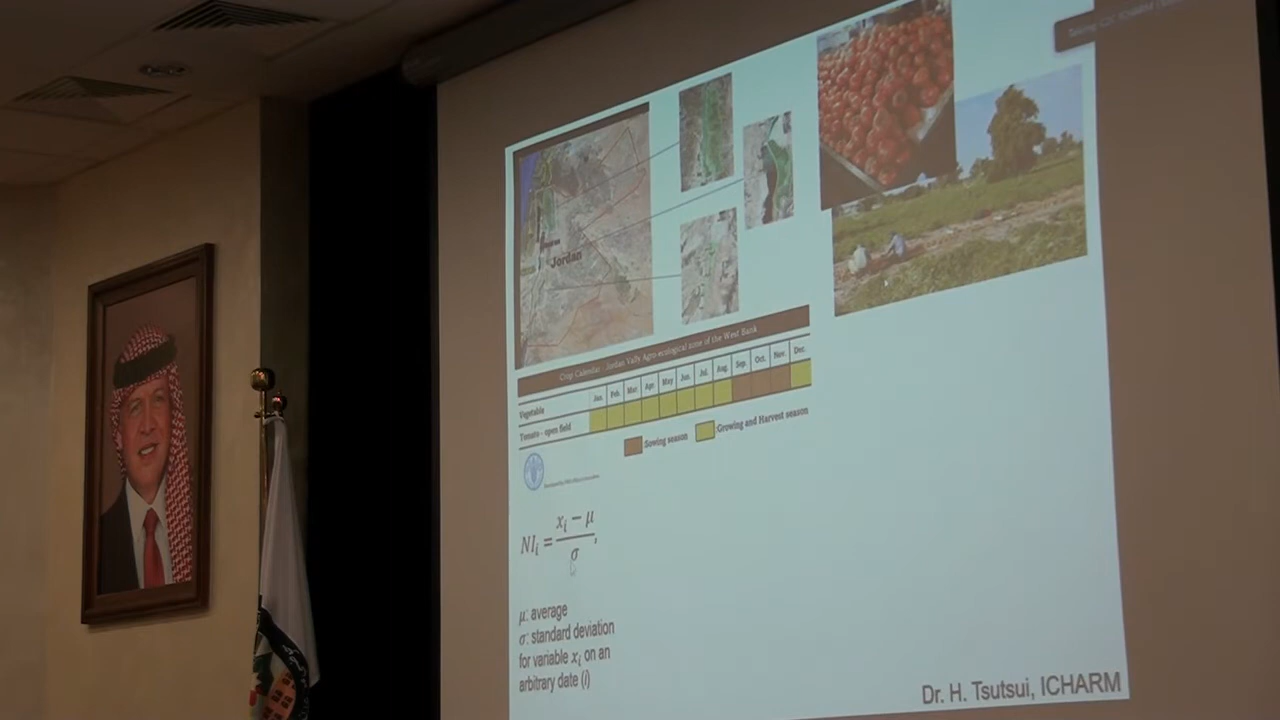 Jordan
Crop Calendar - Jordan Vally Agro-ecological zone of the West Bank
Vegetable Jan. Feb. Mar. Apr. May Jun. Jul. Aug. Sep. Oct. Nov. Dec.
Tomato - open field
Sowing season Growing and Harvest season
NIᵢ = (xᵢ − μ) / σ,
μ: average
σ: standard deviation
for variable xᵢ on an
arbitrary date (i)
Dr. H. Tsutsui, ICHARM